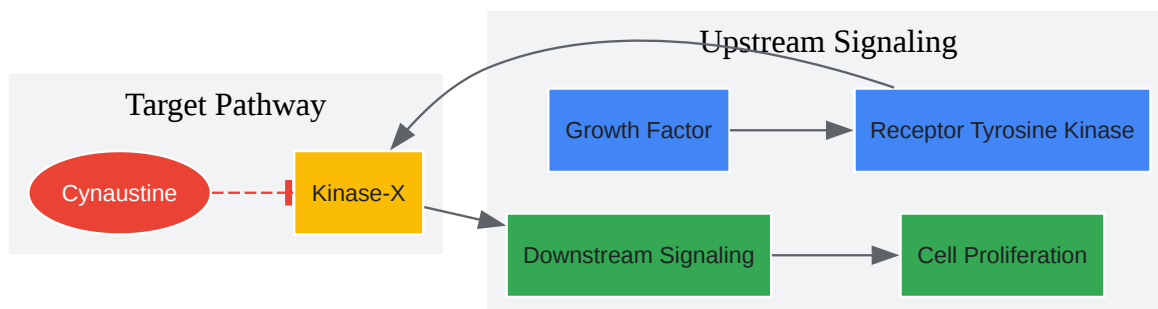 Upstream Signaling
Target Pathway
Growth Factor
Receptor Tyrosine Kinase
Cynaustine
Kinase-X
Downstream Signaling
Cell Proliferation